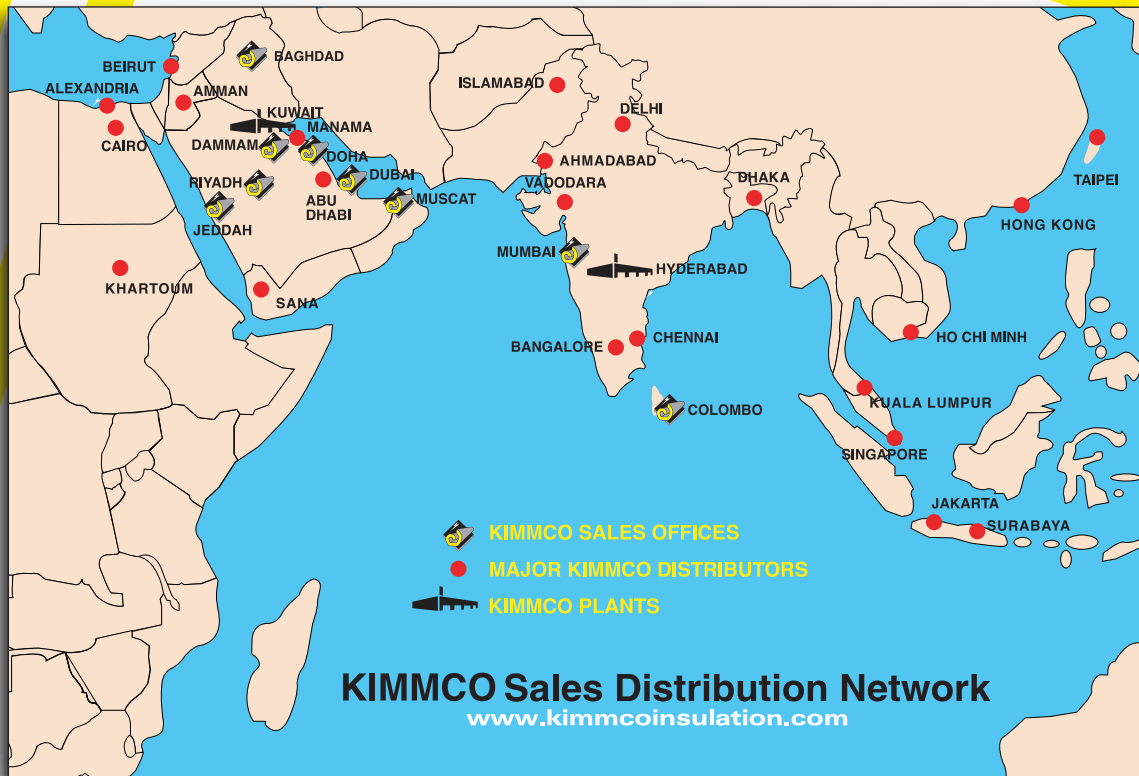 BAGHDAD
BEIRUT
ISLAMABAD
ALEXANDRIA
AMMAN
DELHI
KUWAIT
MANAMA
CAIRO
DAMMAM
DOHA
AHMADABAD
DUBAI
DHAKA
TAIPEI
RIYADH
VADODARA
ABU
DHABI
MUSCAT
HONG KONG
JEDDAH
MUMBAI
HYDERABAD
KHARTOUM
SANA
HO CHI MINH
BANGALORE
CHENNAI
KUALA LUMPUR
COLOMBO
SINGAPORE
JAKARTA
SURABAYA
KIMMCO SALES OFFICES
MAJOR KIMMCO DISTRIBUTORS
KIMMCO PLANTS
KIMMCO Sales Distribution Network
www.kimmcoinsulation.com